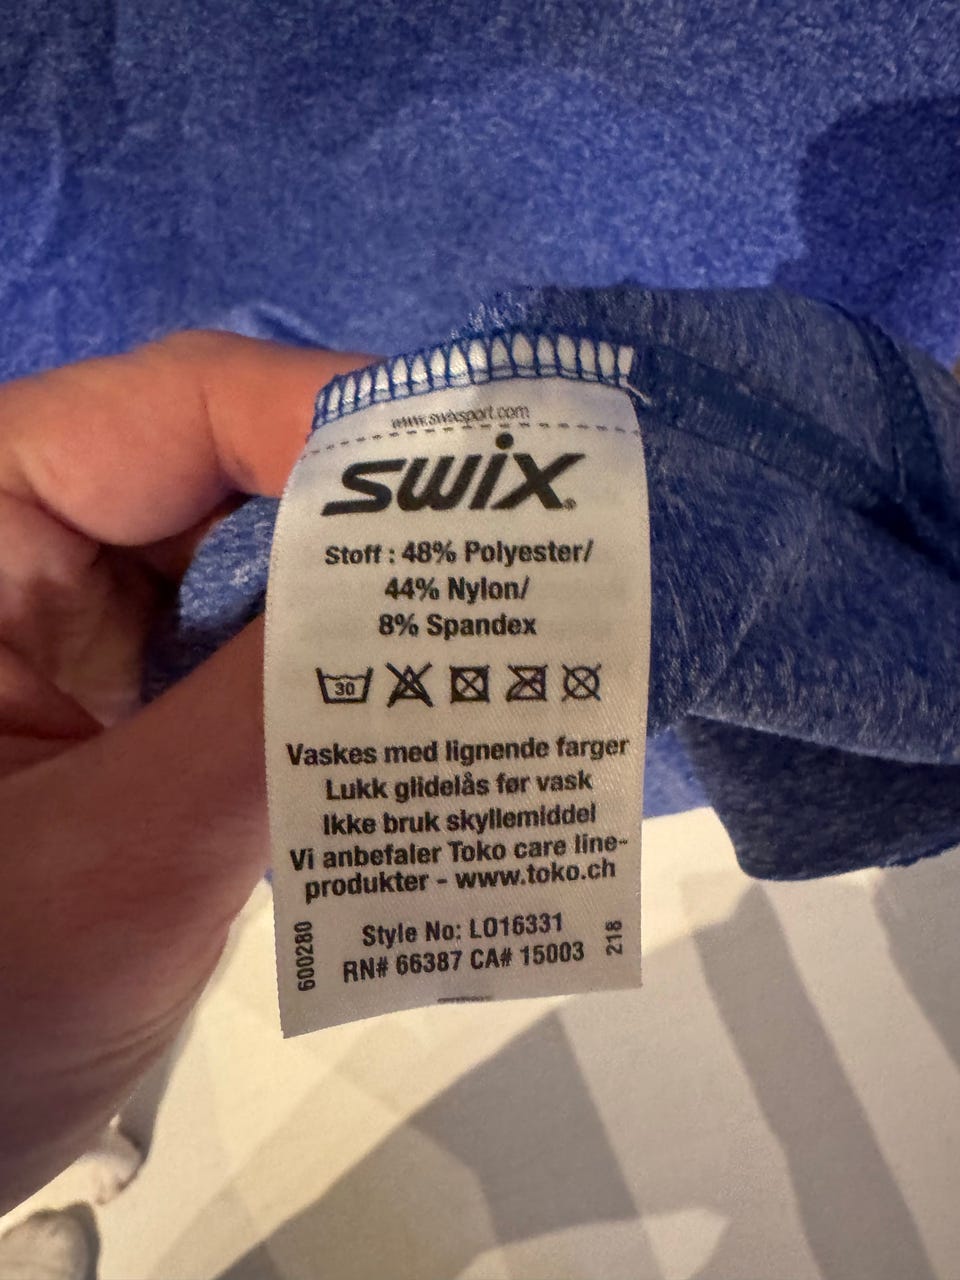 www.swixsport.com
swix®
Stoff : 48% Polyester/
44% Nylon/
8% Spandex
30
Vaskes med lignende farger
Lukk glidelås før vask
Ikke bruk skyllemiddel
Vi anbefaler Toko care line-
produkter - www.toko.ch
Style No: LO16331
RN# 66387 CA# 15003
600280
218